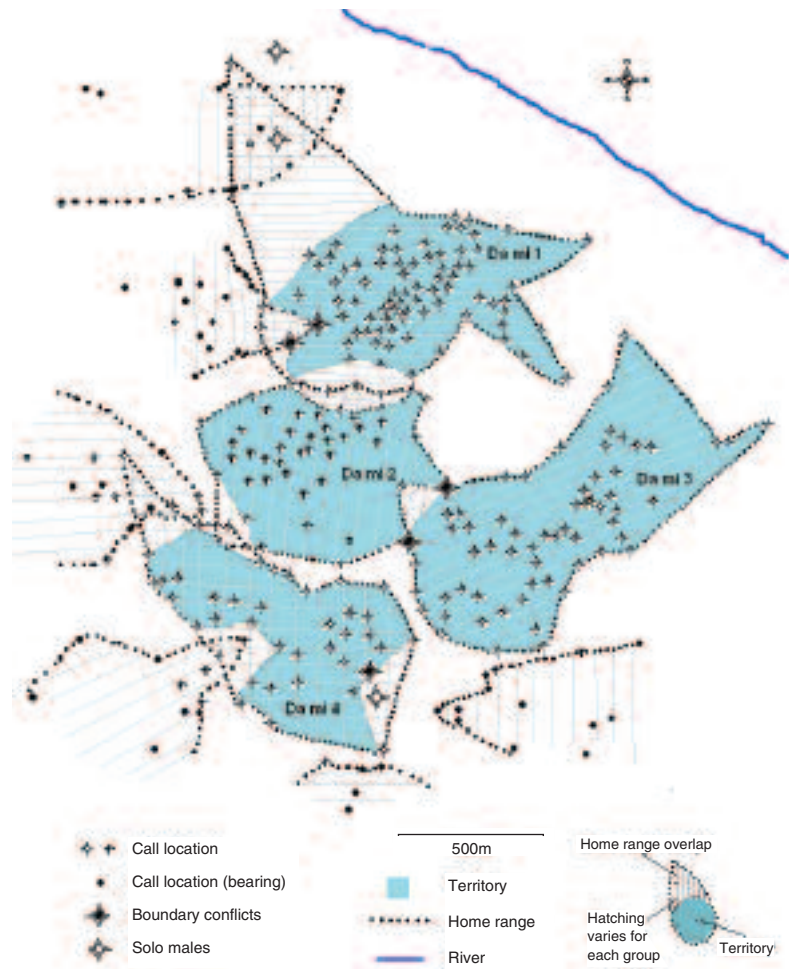 Da mi 1
Da mi 2
Da mi 3
Da mi 4
Call location
Call location (bearing)
Boundary conflicts
Solo males
500m
Territory
Home range
River
Home range overlap
Hatching
varies for
each group
Territory